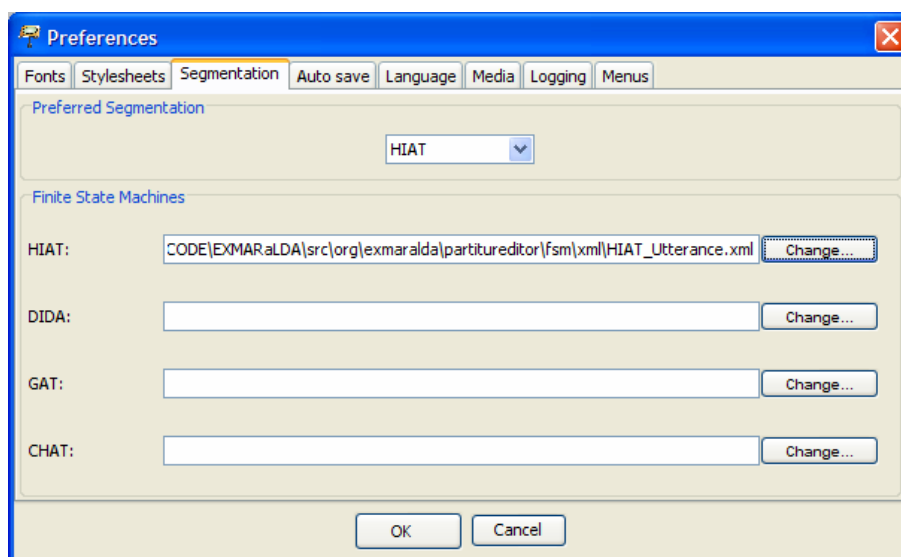 Preferences
Fonts Stylesheets Segmentation Auto save Language Media Logging Menus
Preferred Segmentation
HIAT
Finite State Machines
HIAT: CODE\EXMARaLDA\src\org\exmaralda\partitureditor\fsm\xml\HIAT_Utterance.xml Change...
DIDA: Change...
GAT: Change...
CHAT: Change...
OK Cancel